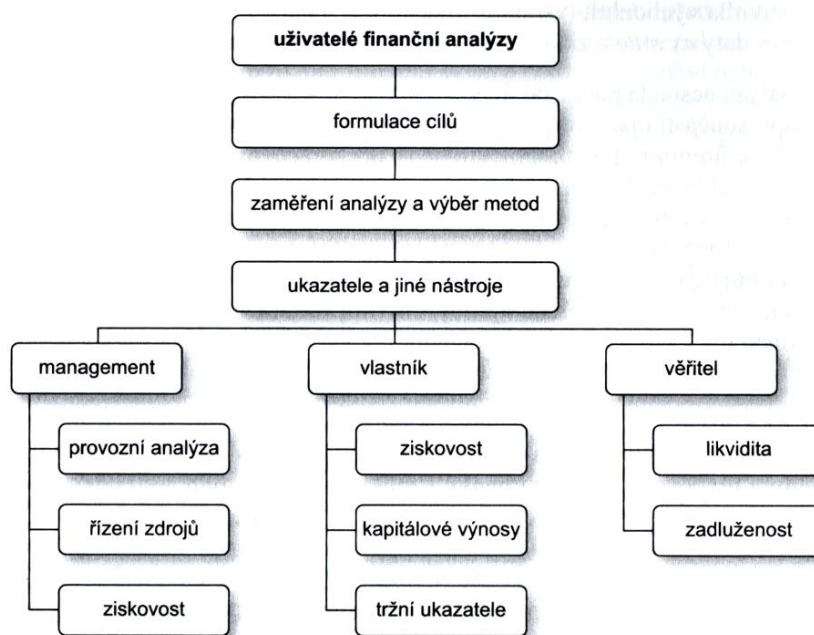 uživatelé finanční analýzy
formulace cílů
zaměření analýzy a výběr metod
ukazatele a jiné nástroje
management
vlastník
věřitel
provozní analýza
ziskovost
likvidita
řízení zdrojů
kapitálové výnosy
zadluženost
ziskovost
tržní ukazatele